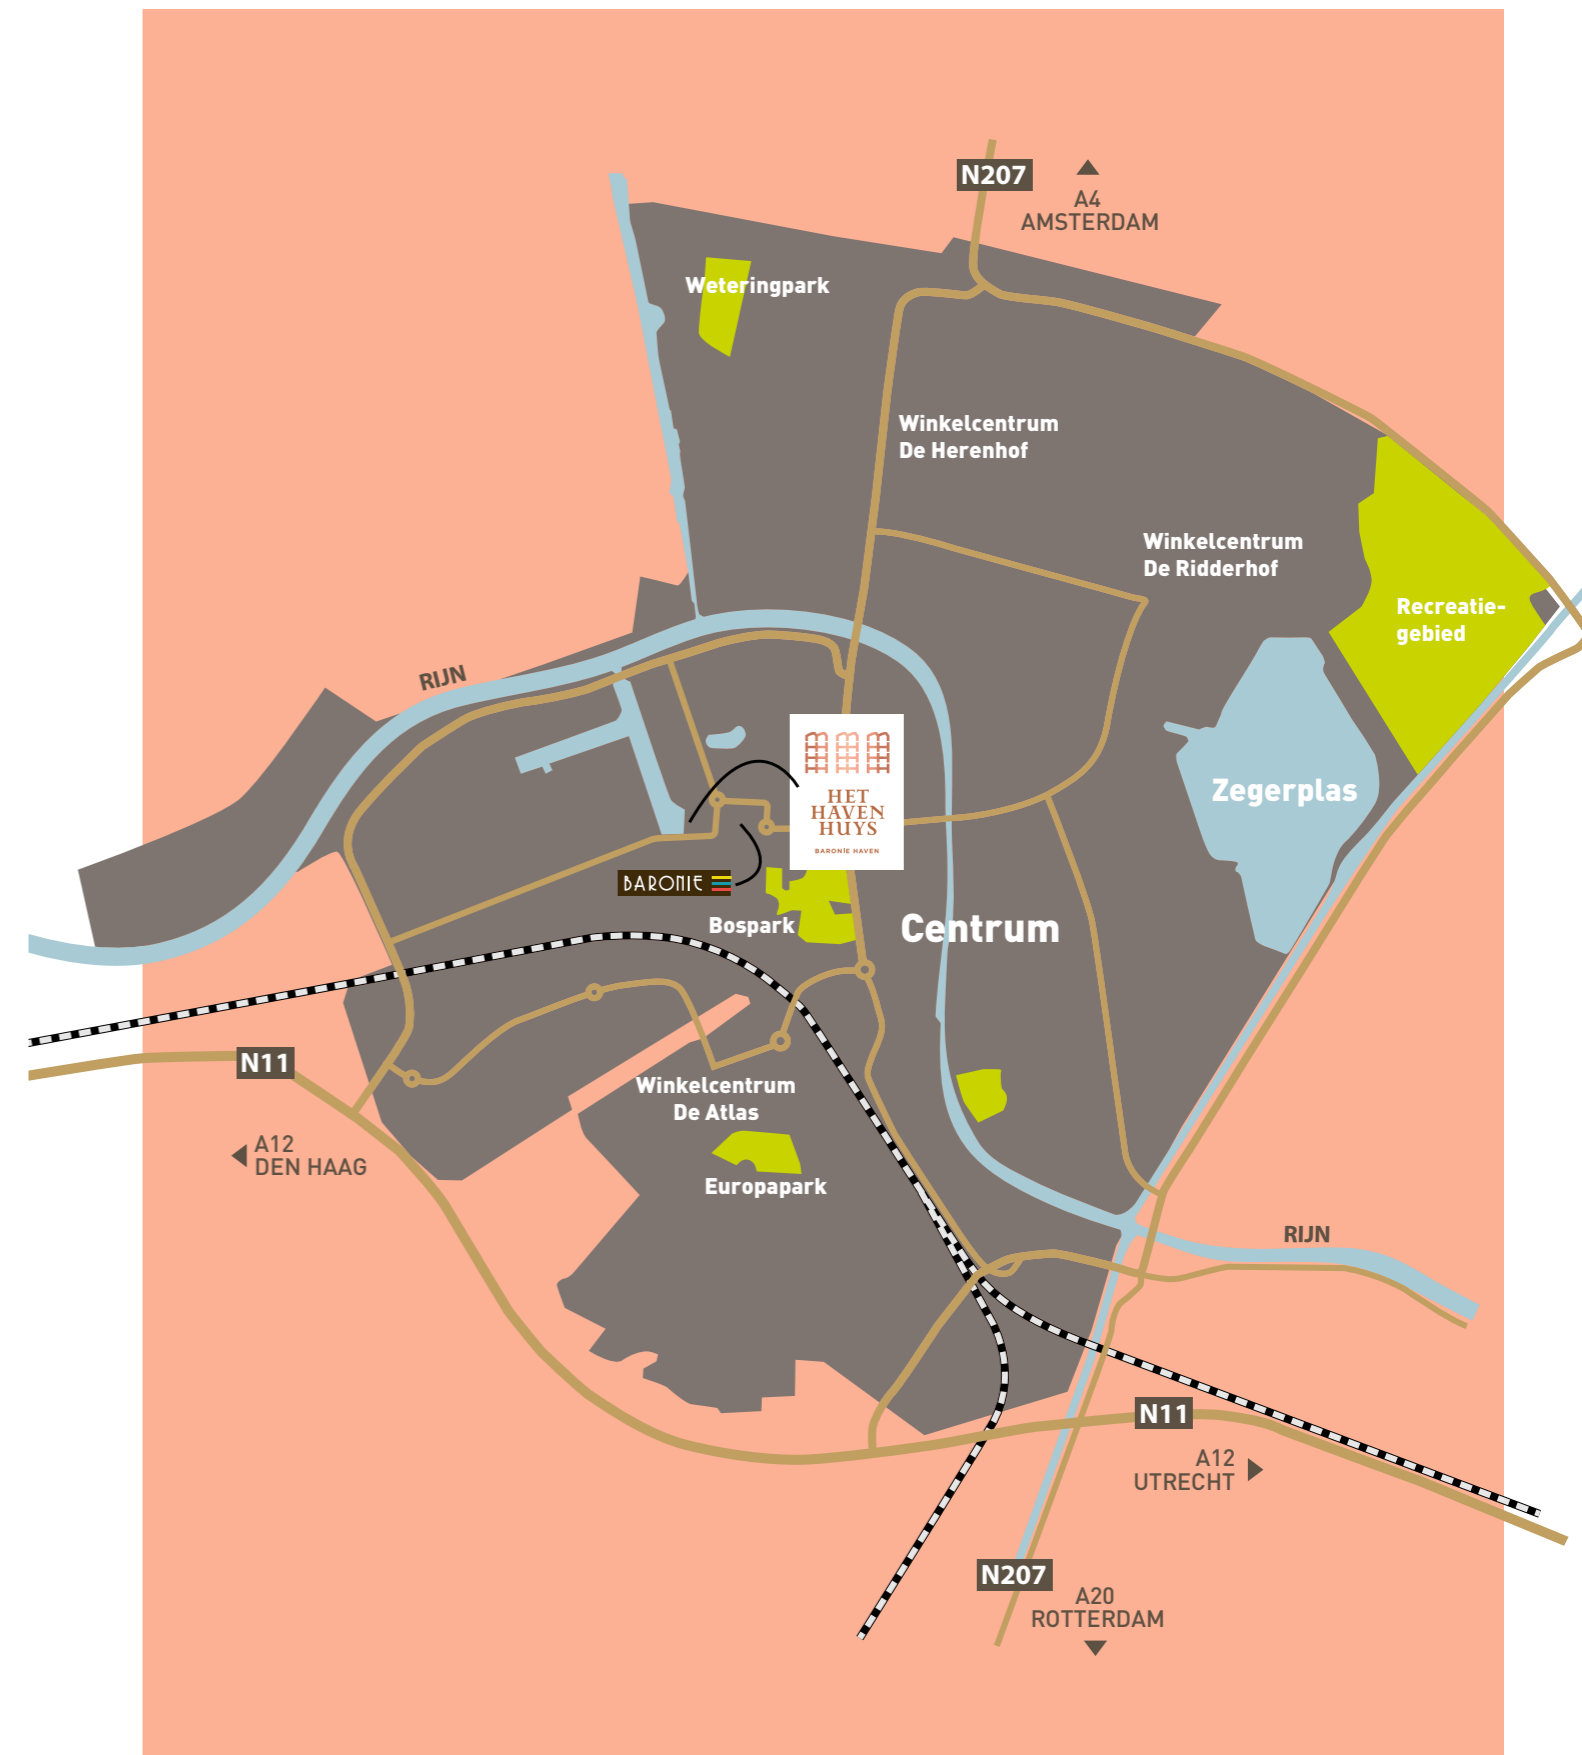 N207
A4
AMSTERDAM
Weteringpark
Winkelcentrum
De Herenhof
Winkelcentrum
De Ridderhof
Recreatie-
gebied
RIJN
Zegerplas
HET
HAVEN
HUYS
BARONIE HAVEN
BARONIE
Bospark
Centrum
N11
A12
DEN HAAG
Winkelcentrum
De Atlas
Europapark
RIJN
N11
A12
UTRECHT
N207
A20
ROTTERDAM